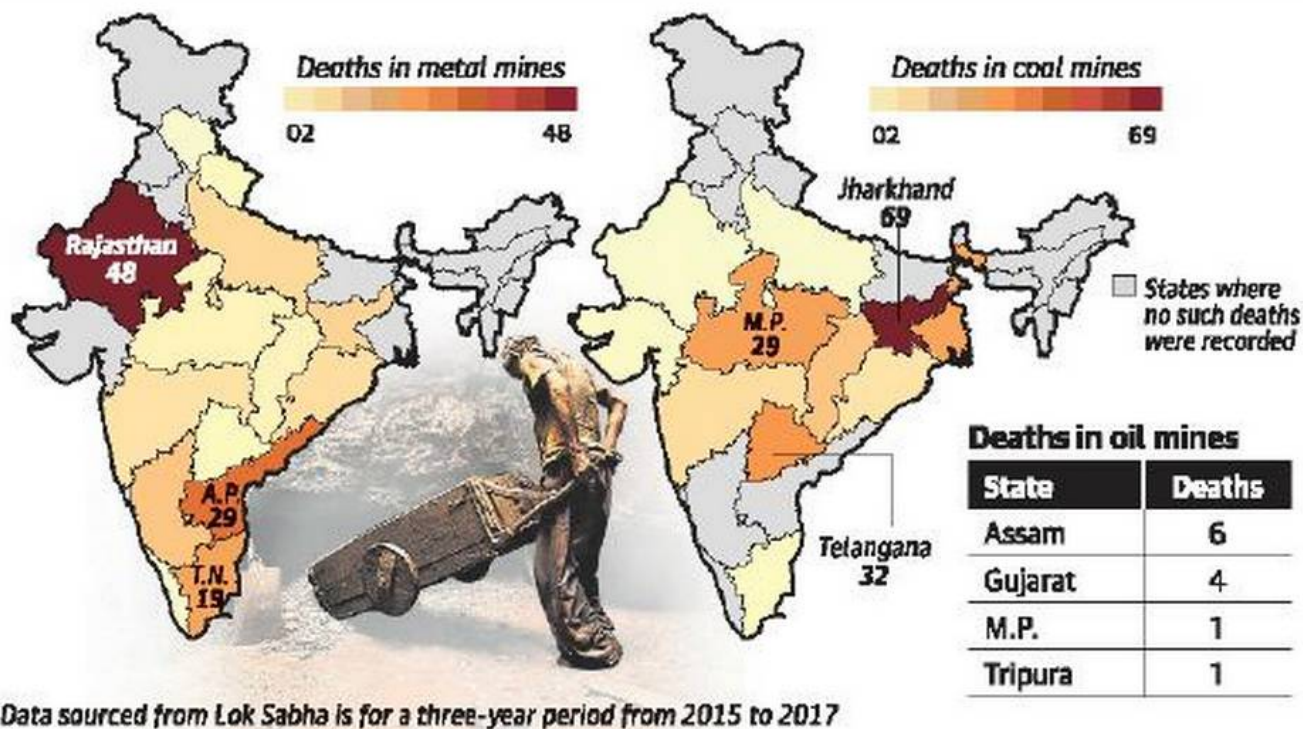 Deaths in metal mines
02 48
Rajasthan
48
A.P.
29
T.N.
19
Deaths in coal mines
02 69
Jharkhand
69
M.P.
29
Telangana
32
States where
no such deaths
were recorded
Deaths in oil mines
State Deaths
Assam 6
Gujarat 4
M.P. 1
Tripura 1
Data sourced from Lok Sabha is for a three-year period from 2015 to 2017